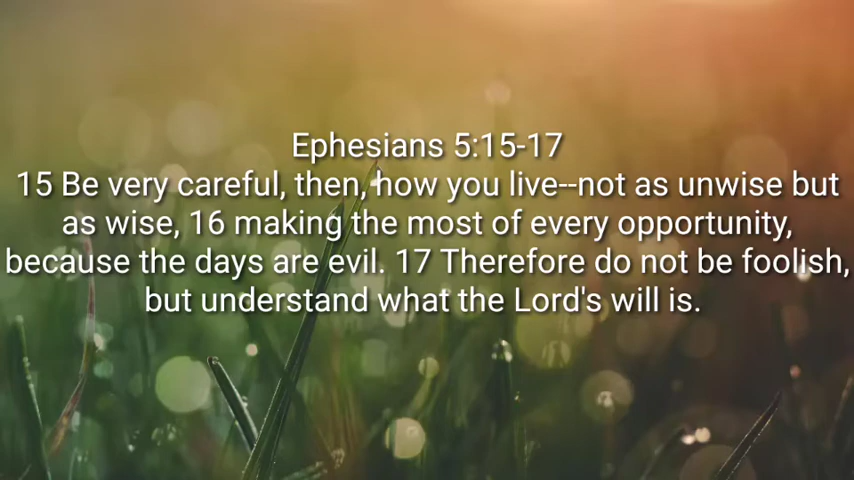 Ephesians 5:15-17
15 Be very careful, then, how you live--not as unwise but
as wise, 16 making the most of every opportunity,
because the days are evil. 17 Therefore do not be foolish,
but understand what the Lord's will is.